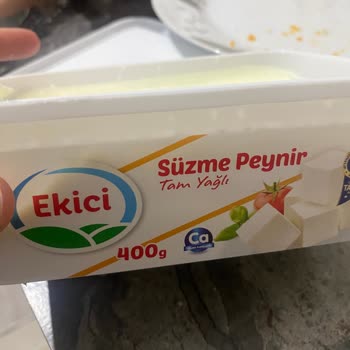 Süzme Peynir
Tam Yağlı
Ekici
400g
Ca